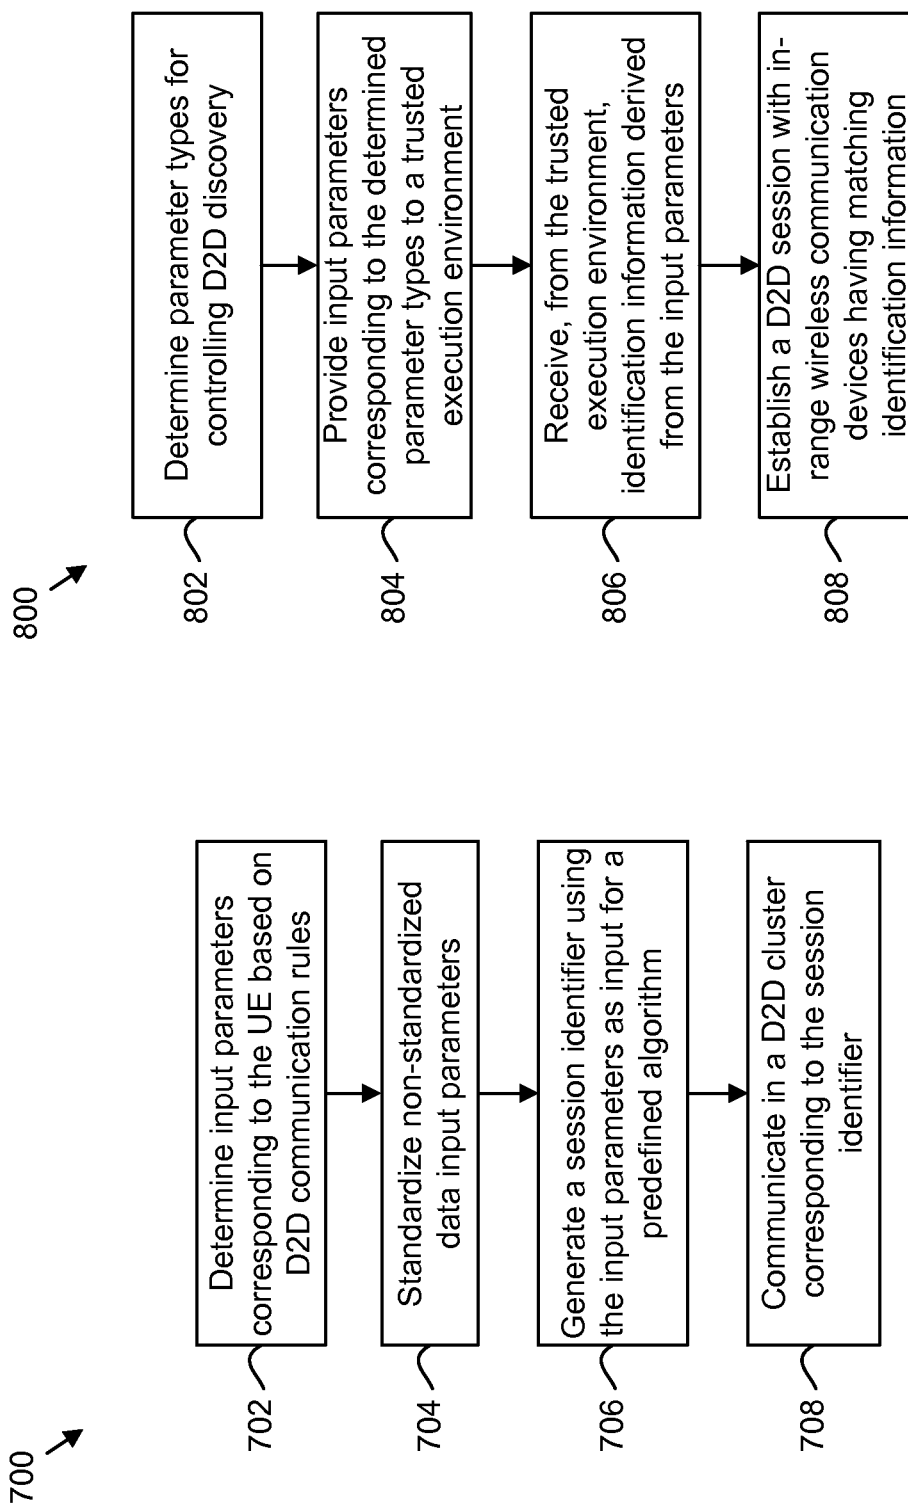 700
702
Determine input parameters
corresponding to the UE based on
D2D communication rules
704
Standardize non-standardized
data input parameters
706
Generate a session identifier using
the input parameters as input for a
predefined algorithm
708
Communicate in a D2D cluster
corresponding to the session
identifier
800
802
Determine parameter types for
controlling D2D discovery
804
Provide input parameters
corresponding to the determined
parameter types to a trusted
execution environment
806
Receive, from the trusted
execution environment,
identification information derived
from the input parameters
808
Establish a D2D session with in-
range wireless communication
devices having matching
identification information